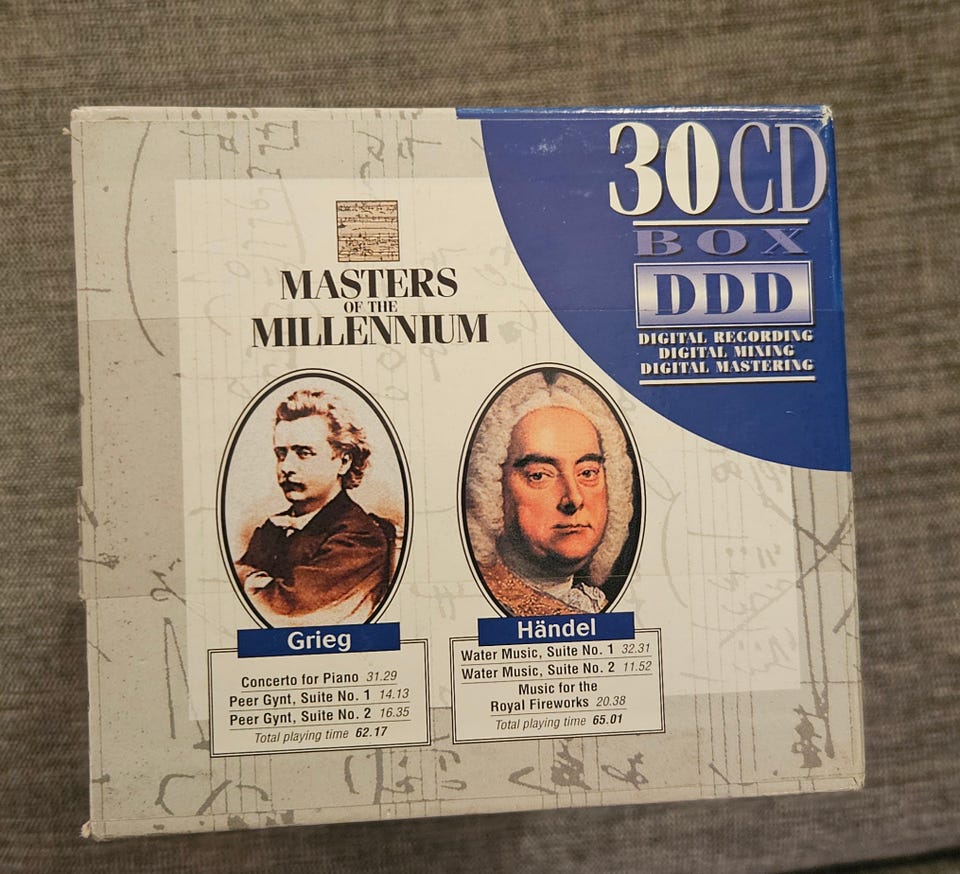 30 CD
BOX
DDD
DIGITAL RECORDING
DIGITAL MIXING
DIGITAL MASTERING
MASTERS
OF THE
MILLENNIUM
Grieg
Concerto for Piano 31.29
Peer Gynt, Suite No. 1 14.13
Peer Gynt, Suite No. 2 16.35
Total playing time 62.17
Händel
Water Music, Suite No. 1 32.31
Water Music, Suite No. 2 11.52
Music for the
Royal Fireworks 20.38
Total playing time 65.01